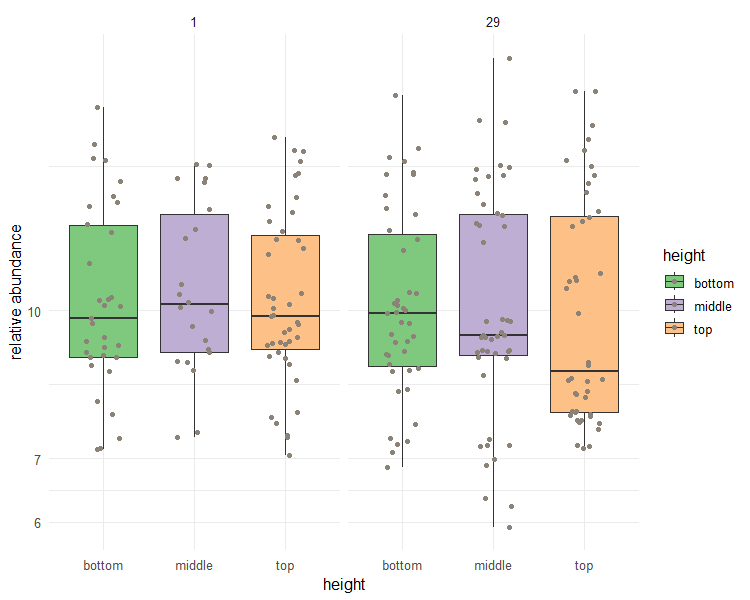 1
29
relative abundance
10
7
6
bottom
middle
top
bottom
middle
top
height
height
bottom
middle
top